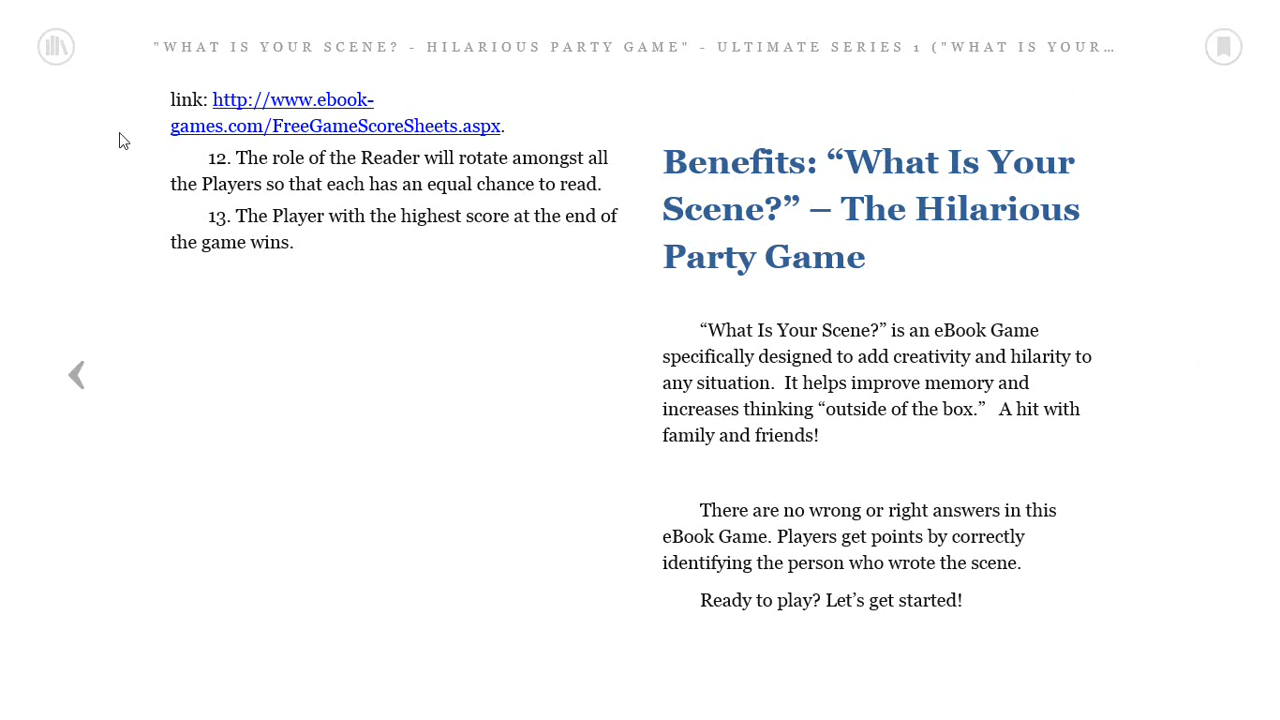 "WHAT IS YOUR SCENE? - HILARIOUS PARTY GAME" - ULTIMATE SERIES 1 ("WHAT IS YOUR...
link: http://www.ebook-
games.com/FreeGameScoreSheets.aspx.
12. The role of the Reader will rotate amongst all
the Players so that each has an equal chance to read.
13. The Player with the highest score at the end of
the game wins.
Benefits: “What Is Your
Scene?” – The Hilarious
Party Game
“What Is Your Scene?” is an eBook Game
specifically designed to add creativity and hilarity to
any situation.  It helps improve memory and
increases thinking “outside of the box.”   A hit with
family and friends!
There are no wrong or right answers in this
eBook Game. Players get points by correctly
identifying the person who wrote the scene.
Ready to play? Let’s get started!